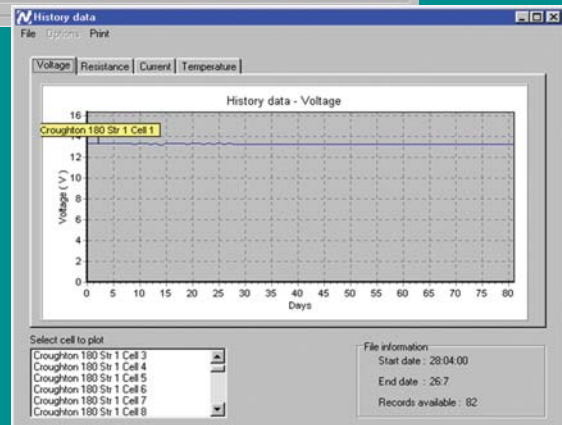 History data
File Options Print
Voltage Resistance Current Temperature
History data - Voltage
16
Croughton 180 Str 1 Cell 1
14
12
10
8
6
4
2
0
Voltage ( V )
0 5 10 15 20 25 30 35 40 45 50 55 60 65 70 75 80
Days
Select cell to plot
Croughton 180 Str 1 Cell 3
Croughton 180 Str 1 Cell 4
Croughton 180 Str 1 Cell 5
Croughton 180 Str 1 Cell 6
Croughton 180 Str 1 Cell 7
Croughton 180 Str 1 Cell 8
File information
Start date : 28:04:00
End date : 26:7
Records available : 82